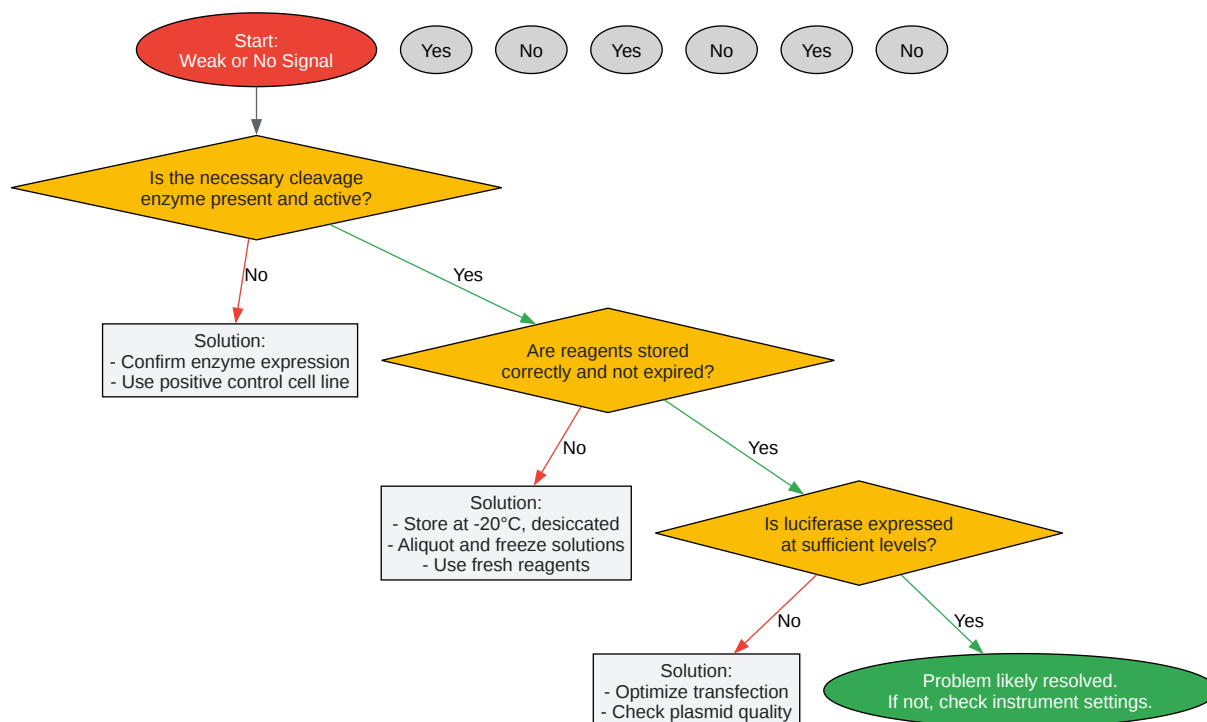 Start:
Weak or No Signal
Yes
No
Yes
No
Yes
No
Is the necessary cleavage
enzyme present and active?
No
Yes
Solution:
- Confirm enzyme expression
- Use positive control cell line
Are reagents stored
correctly and not expired?
No
Yes
Solution:
- Store at -20°C, desiccated
- Aliquot and freeze solutions
- Use fresh reagents
Is luciferase expressed
at sufficient levels?
No
Yes
Solution:
- Optimize transfection
- Check plasmid quality
Problem likely resolved.
If not, check instrument settings.